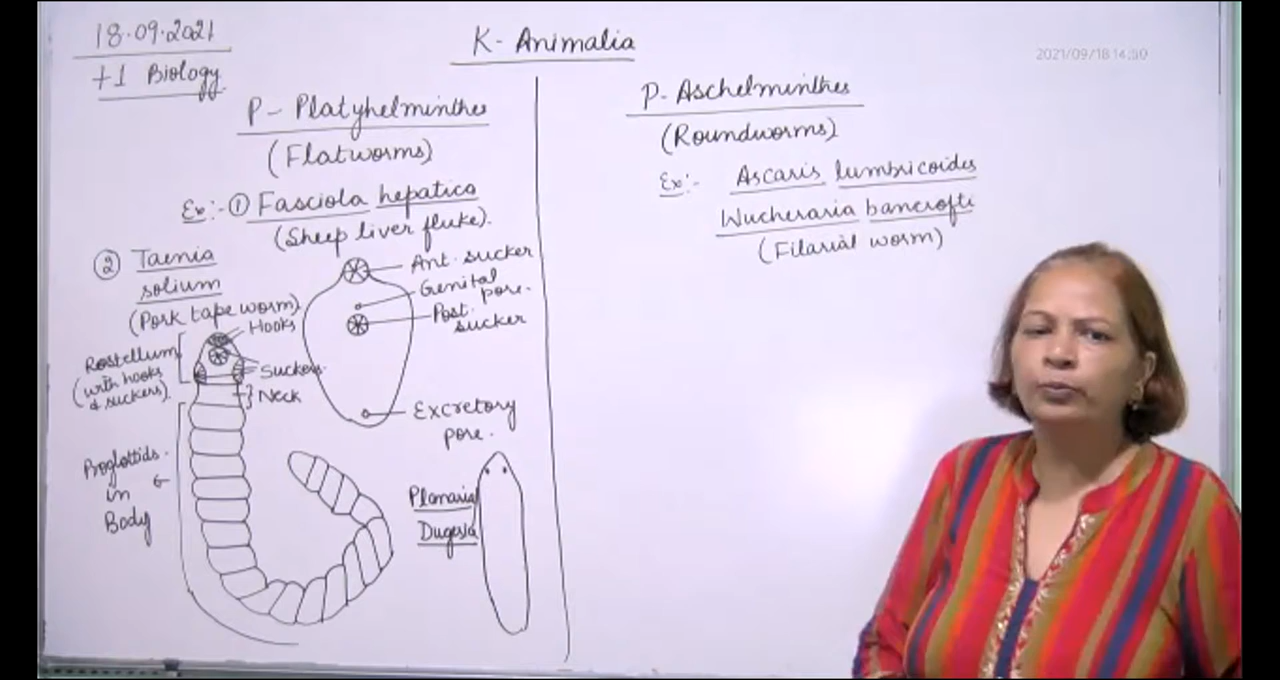 18.09.2021
+1 Biology
K- Animalia
2021/09/18 14:30
P- Platyhelminthes
(Flatworms)
Ex:- ① Fasciola hepatica
(Sheep liver fluke).
② Taenia
solium
(Pork tape worm)
Hooks
Rostellum
(with hooks
& suckers).
Suckers
Neck
Proglottids
in
Body
Ant. sucker
Genital
pore.
Post.
sucker
Excretory
pore.
Planaria
Dugesia
P- Aschelminthes
(Roundworms)
Ex:- Ascaris lumbricoides
Wucheraria bancrofti
(Filarial worm)